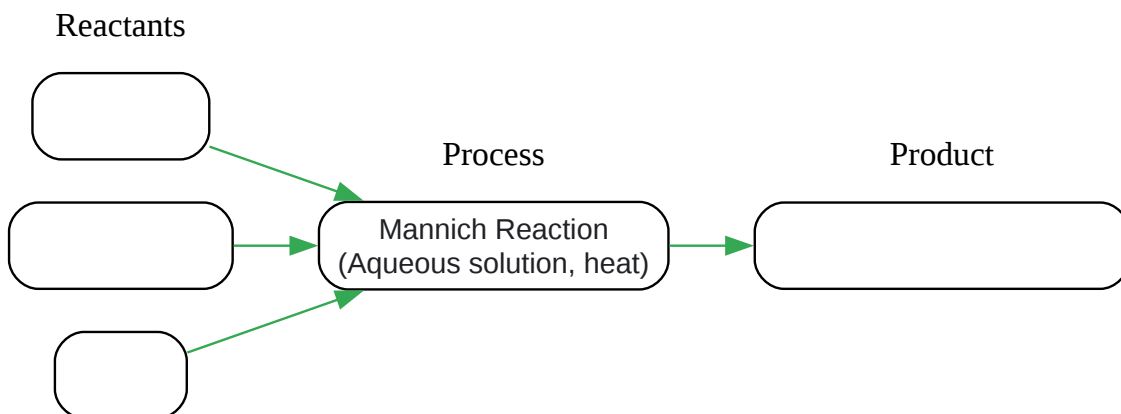 Reactants
Process
Product
Mannich Reaction
(Aqueous solution, heat)